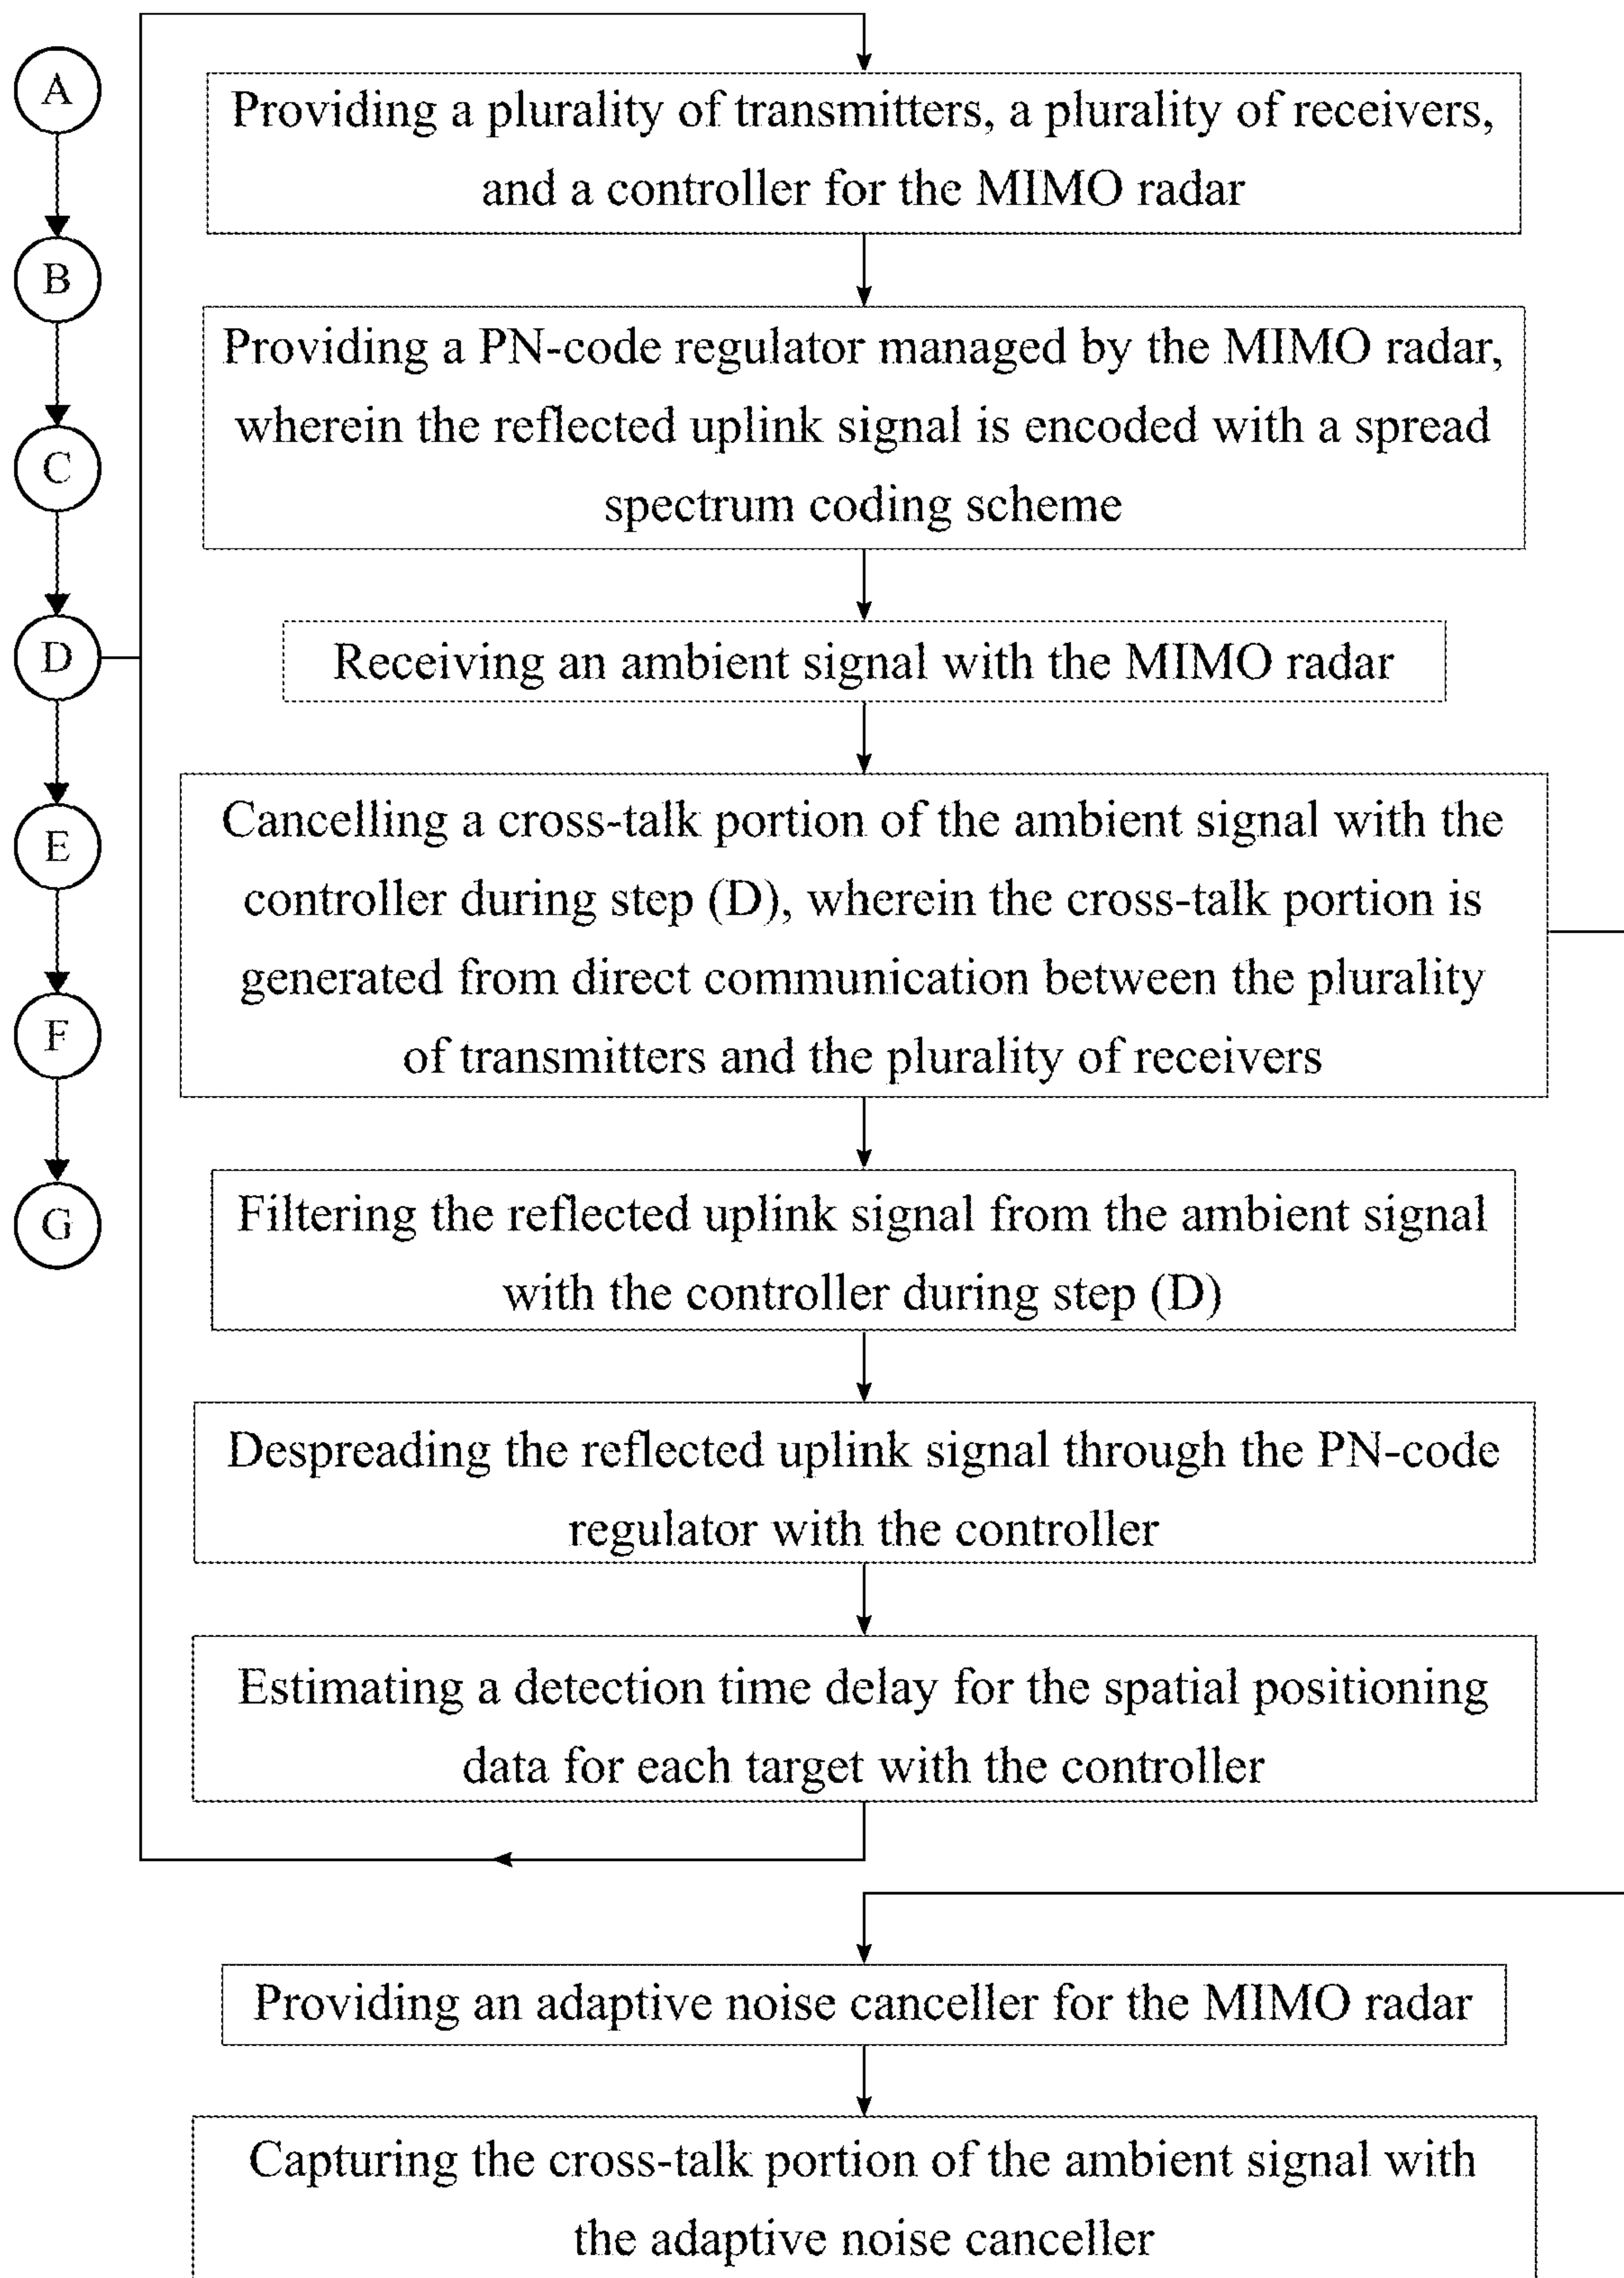 A
B
C
D
E
F
G
Providing a plurality of transmitters, a plurality of receivers,
and a controller for the MIMO radar
Providing a PN-code regulator managed by the MIMO radar,
wherein the reflected uplink signal is encoded with a spread
spectrum coding scheme
Receiving an ambient signal with the MIMO radar
Cancelling a cross-talk portion of the ambient signal with the
controller during step (D), wherein the cross-talk portion is
generated from direct communication between the plurality
of transmitters and the plurality of receivers
Filtering the reflected uplink signal from the ambient signal
with the controller during step (D)
Despreading the reflected uplink signal through the PN-code
regulator with the controller
Estimating a detection time delay for the spatial positioning
data for each target with the controller
Providing an adaptive noise canceller for the MIMO radar
Capturing the cross-talk portion of the ambient signal with
the adaptive noise canceller